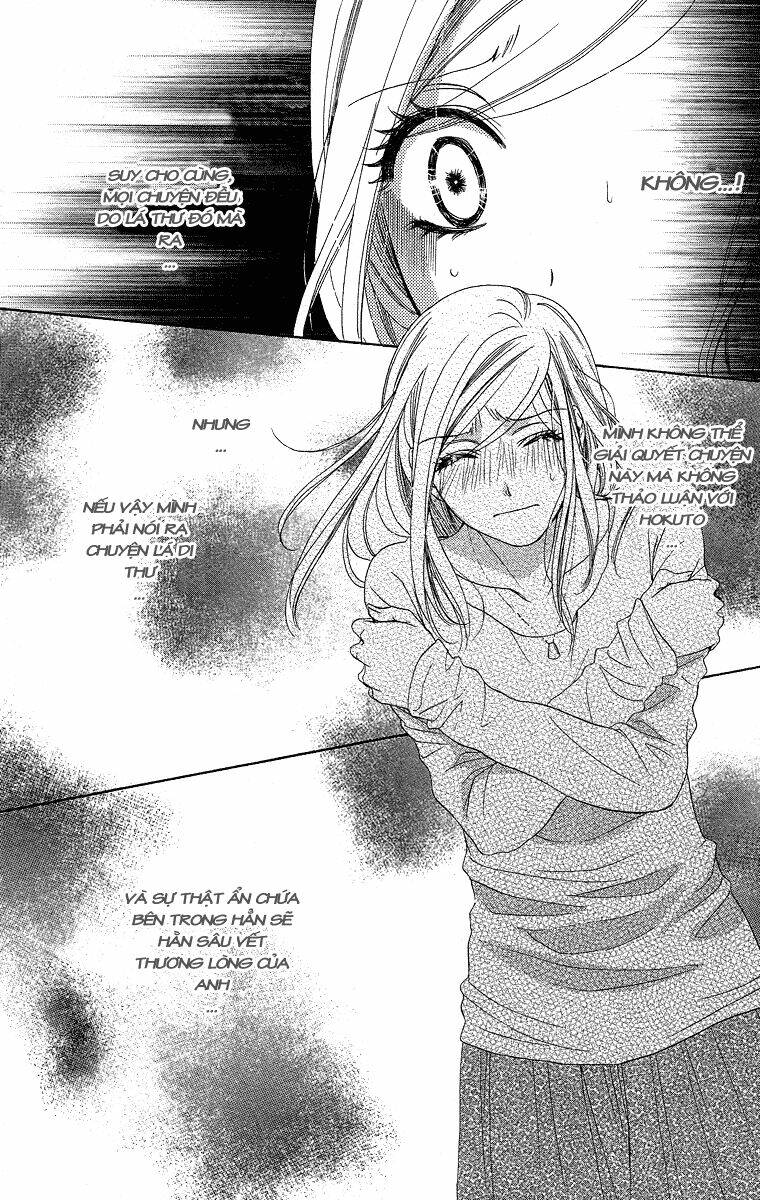 KHÔNG...!
SUY CHO CÙNG,
MỌI CHUYỆN ĐỀU
DO LÁ THƯ ĐÓ MÀ
RA
...
MÌNH KHÔNG THỂ
GIẢI QUYẾT CHUYỆN
NÀY MÀ KHÔNG
THẢO LUẬN VỚI
HOKUTO
...
NHƯNG
...
NẾU VẬY MÌNH
PHẢI NÓI RA
CHUYỆN LÁ DI
THƯ
...
VÀ SỰ THẬT ẨN CHỨA
BÊN TRONG HẲN SẼ
HẰN SÂU VẾT
THƯƠNG LÒNG CỦA
ANH
...